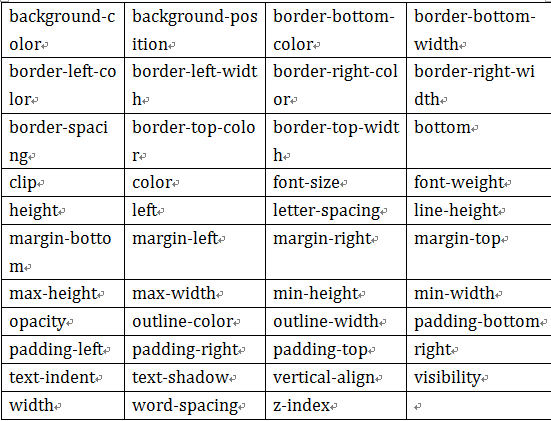 background-c background-pos border-bottom- border-bottom-
olor ition color width
border-left-co border-left-widt border-right-col border-right-wi
lor h or dth
border-spaci border-top-colo border-top-widt bottom
ng r h
clip color font-size font-weight
height left letter-spacing line-height
margin-botto margin-left margin-right margin-top
m
max-height max-width min-height min-width
opacity outline-color outline-width padding-bottom
padding-left padding-right padding-top right
text-indent text-shadow vertical-align visibility
width word-spacing z-index